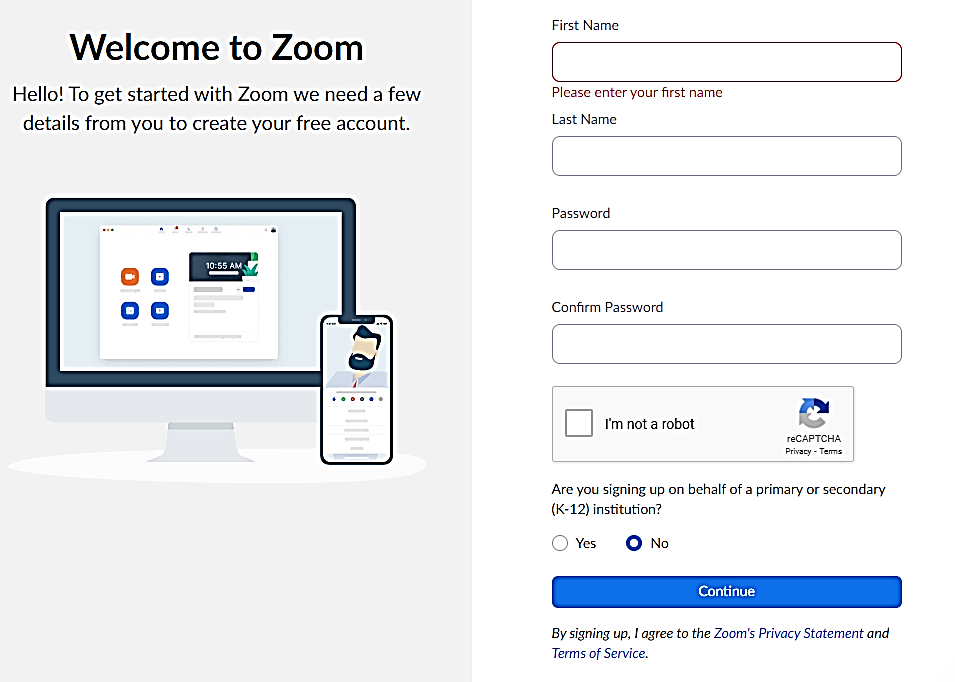 Welcome to Zoom
Hello! To get started with Zoom we need a few
details from you to create your free account.
10:55 AM
First Name
Please enter your first name
Last Name
Password
Confirm Password
I'm not a robot
reCAPTCHA
Privacy - Terms
Are you signing up on behalf of a primary or secondary
(K-12) institution?
Yes No
Continue
By signing up, I agree to the Zoom's Privacy Statement and
Terms of Service.